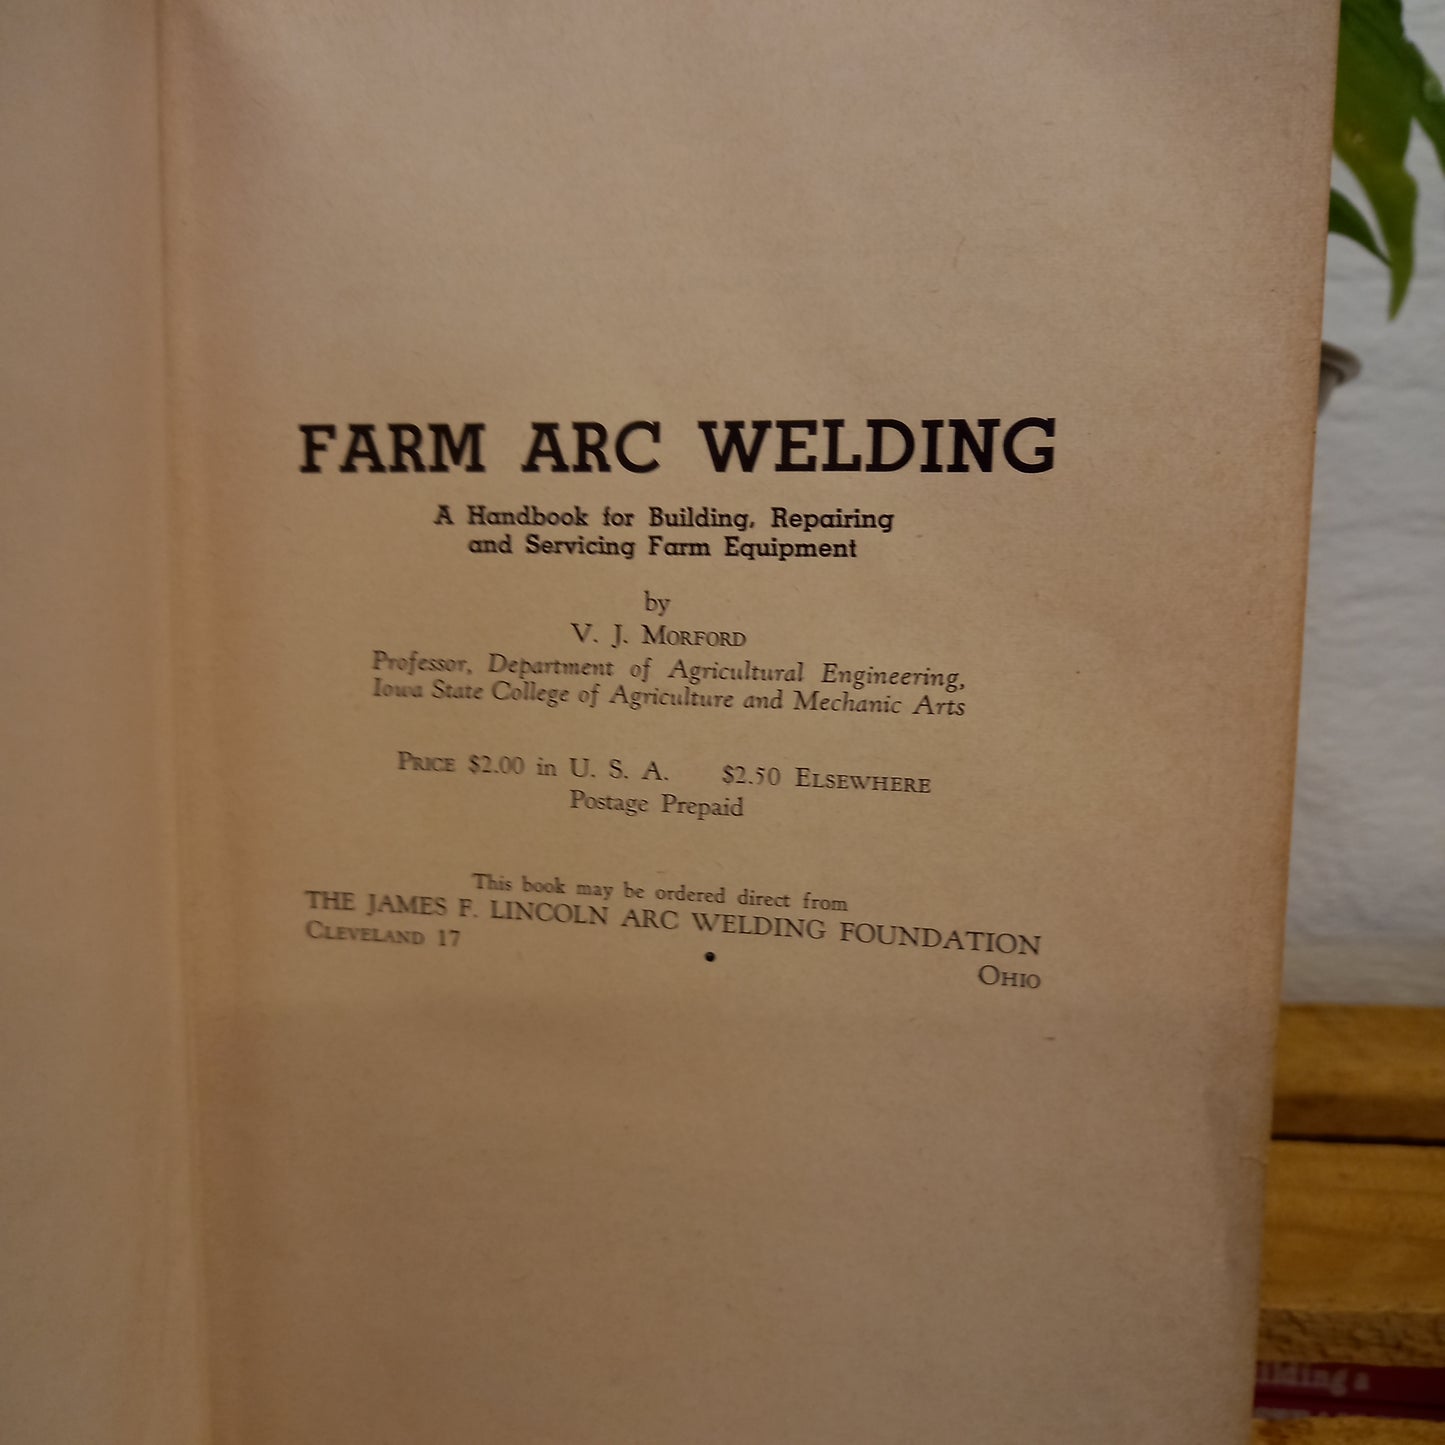 FARM ARC WELDING
A Handbook for Building, Repairing
and Servicing Farm Equipment
by
V. J. MORFORD
Professor, Department of Agricultural Engineering,
Iowa State College of Agriculture and Mechanic Arts
PRICE $2.00 in U. S. A. $2.50 ELSEWHERE
Postage Prepaid
This book may be ordered direct from
THE JAMES F. LINCOLN ARC WELDING FOUNDATION
CLEVELAND 17 • OHIO